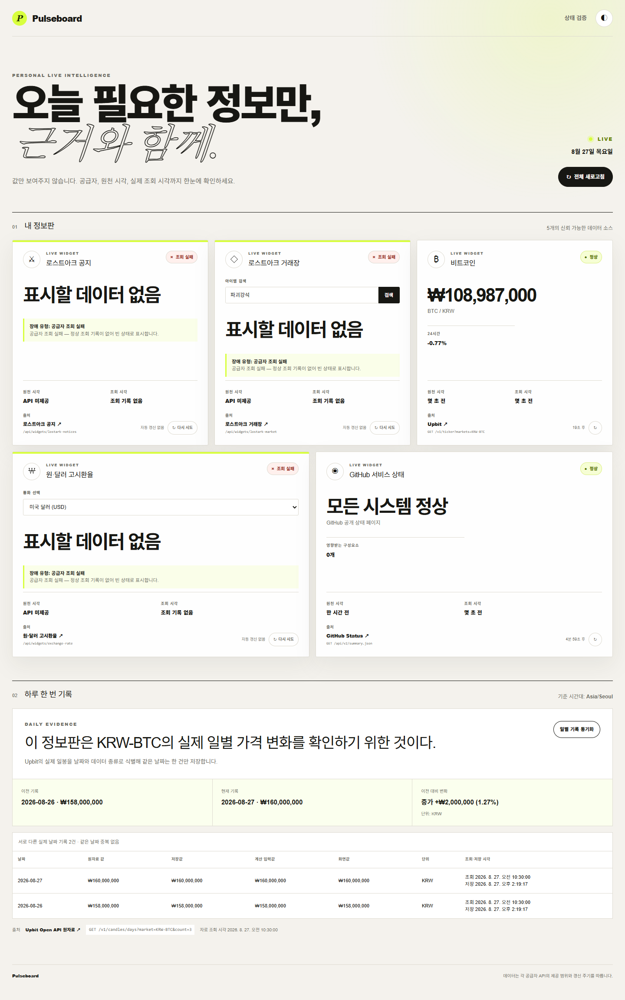 P Pulseboard
상태 검증
PERSONAL LIVE INTELLIGENCE
오늘 필요한 정보만,
근거와 함께.
값만 보여주지 않습니다. 공급자, 원천 시각, 실제 조회 시각까지 한눈에 확인하세요.
LIVE
8월 27일 목요일
↻ 전체 새로고침
01 내 정보판
5개의 신뢰 가능한 데이터 소스
LIVE WIDGET
로스트아크 공지
× 조회 실패
표시할 데이터 없음
장애 유형: 공급자 조회 실패
공급자 조회 실패 — 정상 조회 기록이 없어 빈 상태로 표시합니다.
원천 시각
API 미제공
조회 시각
조회 기록 없음
출처
로스트아크 공지 ↗
/api/widgets/lostark-notices
자동 갱신 없음
↻ 다시 시도
LIVE WIDGET
로스트아크 거래장
× 조회 실패
아이템 검색
파괴강석
검색
표시할 데이터 없음
장애 유형: 공급자 조회 실패
공급자 조회 실패 — 정상 조회 기록이 없어 빈 상태로 표시합니다.
원천 시각
API 미제공
조회 시각
조회 기록 없음
출처
로스트아크 거래장 ↗
/api/widgets/lostark-market
자동 갱신 없음
↻ 다시 시도
₿
LIVE WIDGET
비트코인
● 정상
₩108,987,000
BTC / KRW
24시간
-0.77%
원천 시각
몇 초 전
조회 시각
몇 초 전
출처
Upbit ↗
GET /v1/ticker?markets=KRW-BTC
19초 후
↻
₩
LIVE WIDGET
원·달러 고시환율
× 조회 실패
통화 선택
미국 달러 (USD)
표시할 데이터 없음
장애 유형: 공급자 조회 실패
공급자 조회 실패 — 정상 조회 기록이 없어 빈 상태로 표시합니다.
원천 시각
API 미제공
조회 시각
조회 기록 없음
출처
원·달러 고시환율 ↗
/api/widgets/exchange-rate
자동 갱신 없음
↻ 다시 시도
LIVE WIDGET
GitHub 서비스 상태
● 정상
모든 시스템 정상
GitHub 공개 상태 페이지
영향받는 구성요소
0개
원천 시각
한 시간 전
조회 시각
몇 초 전
출처
GitHub Status ↗
GET /api/v2/summary.json
4분 59초 후
↻
02 하루 한 번 기록
기준 시간대: Asia/Seoul
DAILY EVIDENCE
이 정보판은 KRW-BTC의 실제 일별 가격 변화를 확인하기 위한 것이다.
Upbit의 실제 일봉을 날짜와 데이터 종류로 식별해 같은 날짜는 한 건만 저장합니다.
일별 기록 동기화
이전 기록
2026-08-26 · ₩158,000,000
현재 기록
2026-08-27 · ₩160,000,000
이전 대비 변화
증가 +₩2,000,000 (1.27%)
단위: KRW
서로 다른 실제 날짜 기록 2건 · 같은 날짜 중복 없음
날짜 원자료 값 저장값 계산 입력값 화면값 단위 조회·저장 시각
2026-08-27 ₩160,000,000 ₩160,000,000 ₩160,000,000 ₩160,000,000 KRW 조회 2026. 8. 27. 오전 10:30:00
저장 2026. 8. 27. 오후 2:19:17
2026-08-26 ₩158,000,000 ₩158,000,000 ₩158,000,000 ₩158,000,000 KRW 조회 2026. 8. 27. 오전 10:30:00
저장 2026. 8. 27. 오후 2:19:17
출처 Upbit Open API 원자료 ↗ GET /v1/candles/days?market=KRW-BTC&count=3 자료 조회 시각 2026. 8. 27. 오전 10:30:00
Pulseboard
데이터는 각 공급자 API의 제공 범위와 갱신 주기를 따릅니다.